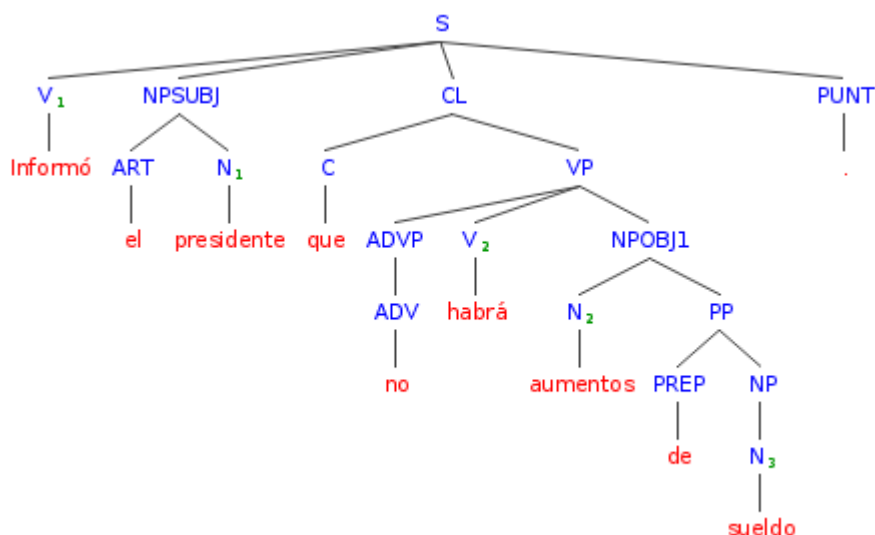 S
V₁ NPSUBJ CL PUNT
Informó ART N₁ C VP .
el presidente que ADVP V₂ NPOBJ1
ADV habrá N₂ PP
no aumentos PREP NP
de N₃
sueldo